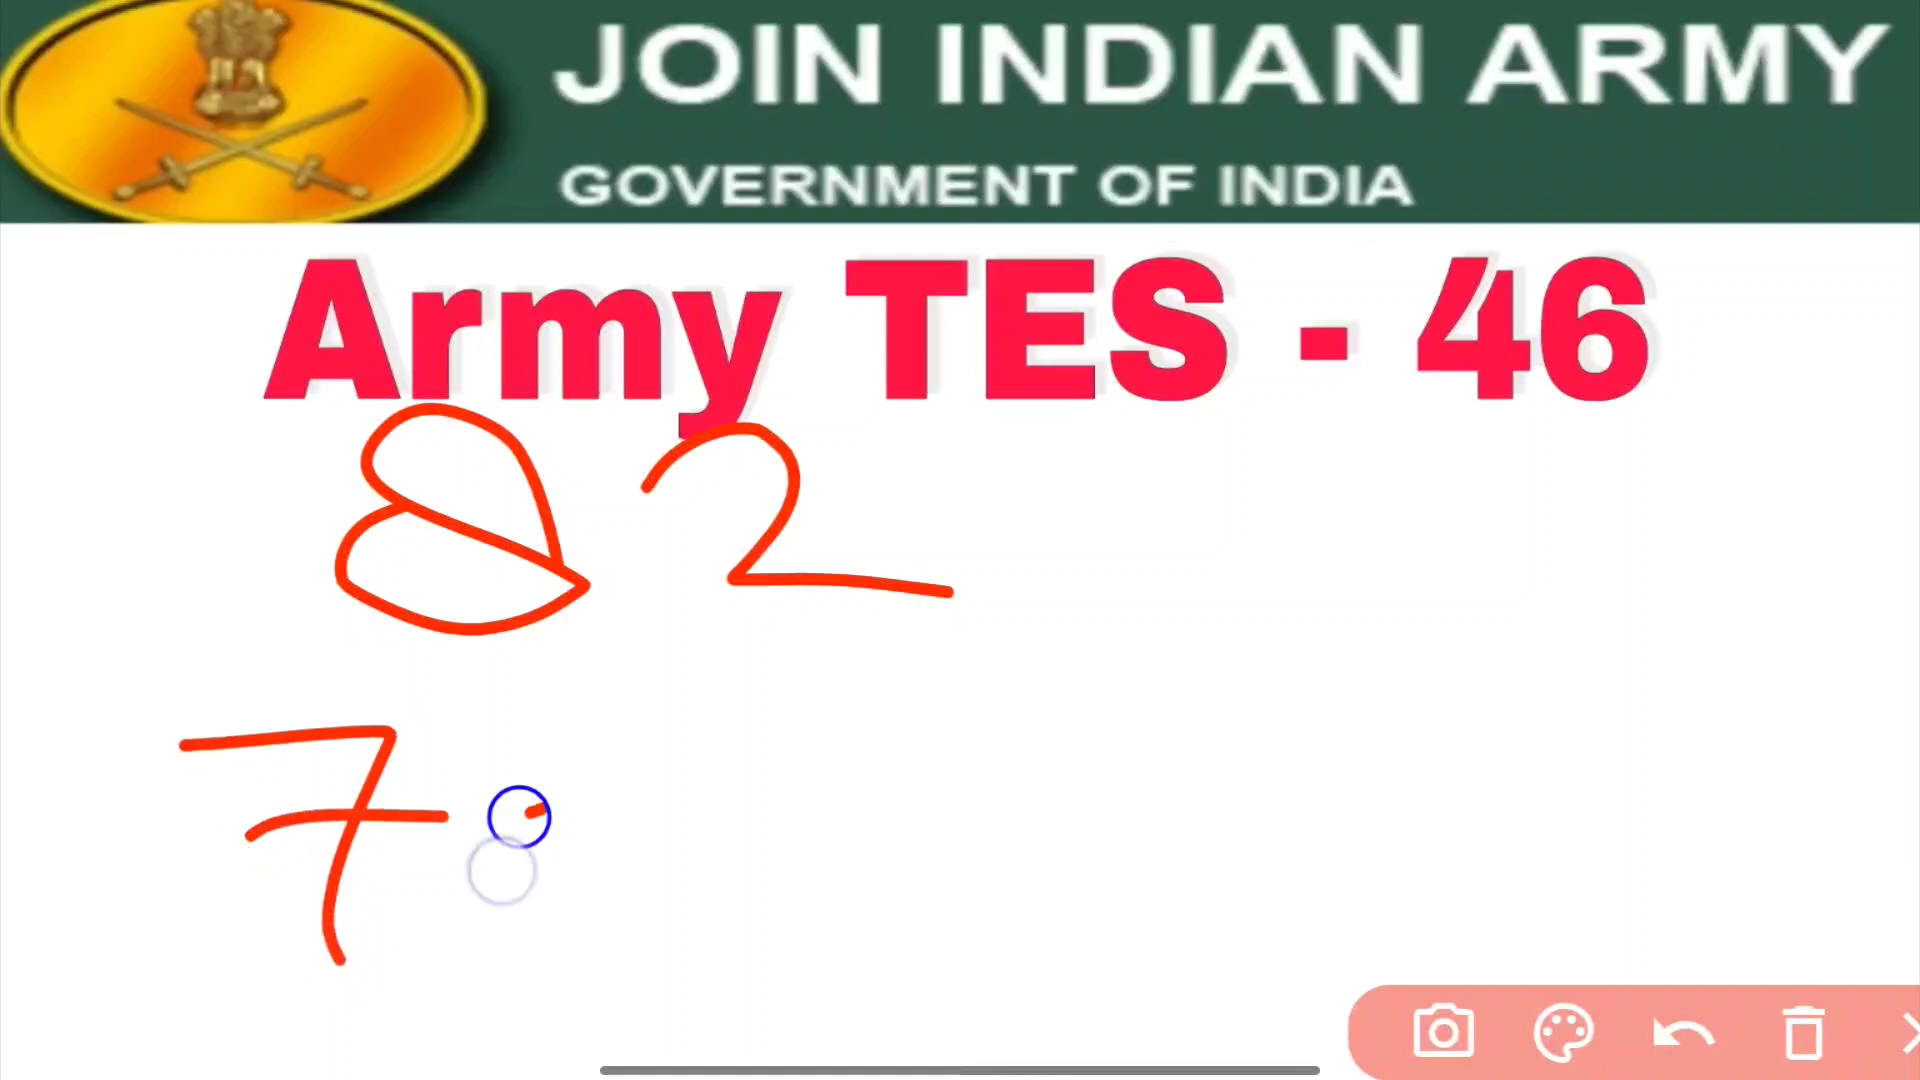 JOIN INDIAN ARMY
GOVERNMENT OF INDIA
Army TES - 46
82
7